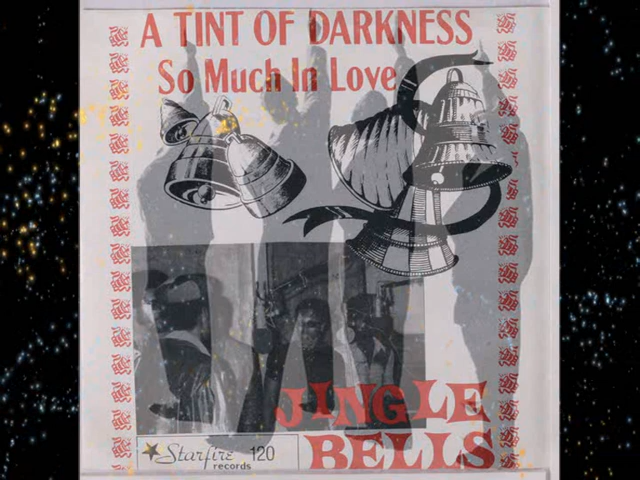 A TINT OF DARKNESS
So Much In Love
JINGLE
BELLS
Starfire 120
records